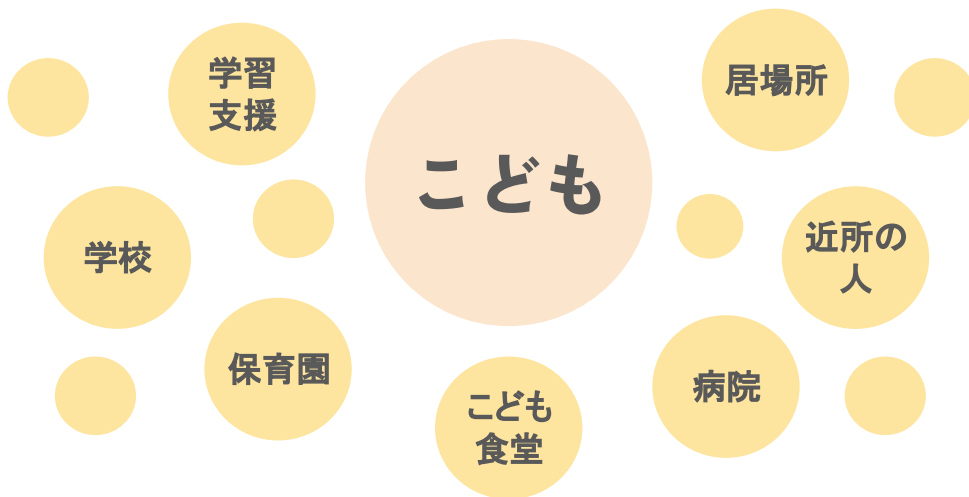 学習
支援
こども
居場所
学校
近所の
人
保育園
こども
食堂
病院